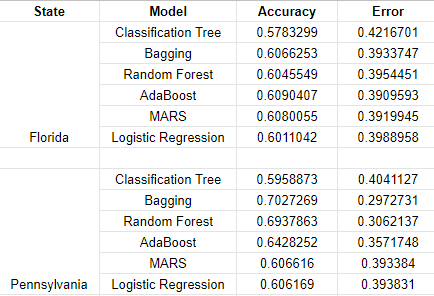 State Model Accuracy Error
Classification Tree 0.5783299 0.4216701
Bagging 0.6066253 0.3933747
Random Forest 0.6045549 0.3954451
AdaBoost 0.6090407 0.3909593
MARS 0.6080055 0.3919945
Florida Logistic Regression 0.6011042 0.3988958
Classification Tree 0.5958873 0.4041127
Bagging 0.7027269 0.2972731
Random Forest 0.6937863 0.3062137
AdaBoost 0.6428252 0.3571748
MARS 0.606616 0.393384
Pennsylvania Logistic Regression 0.606169 0.393831